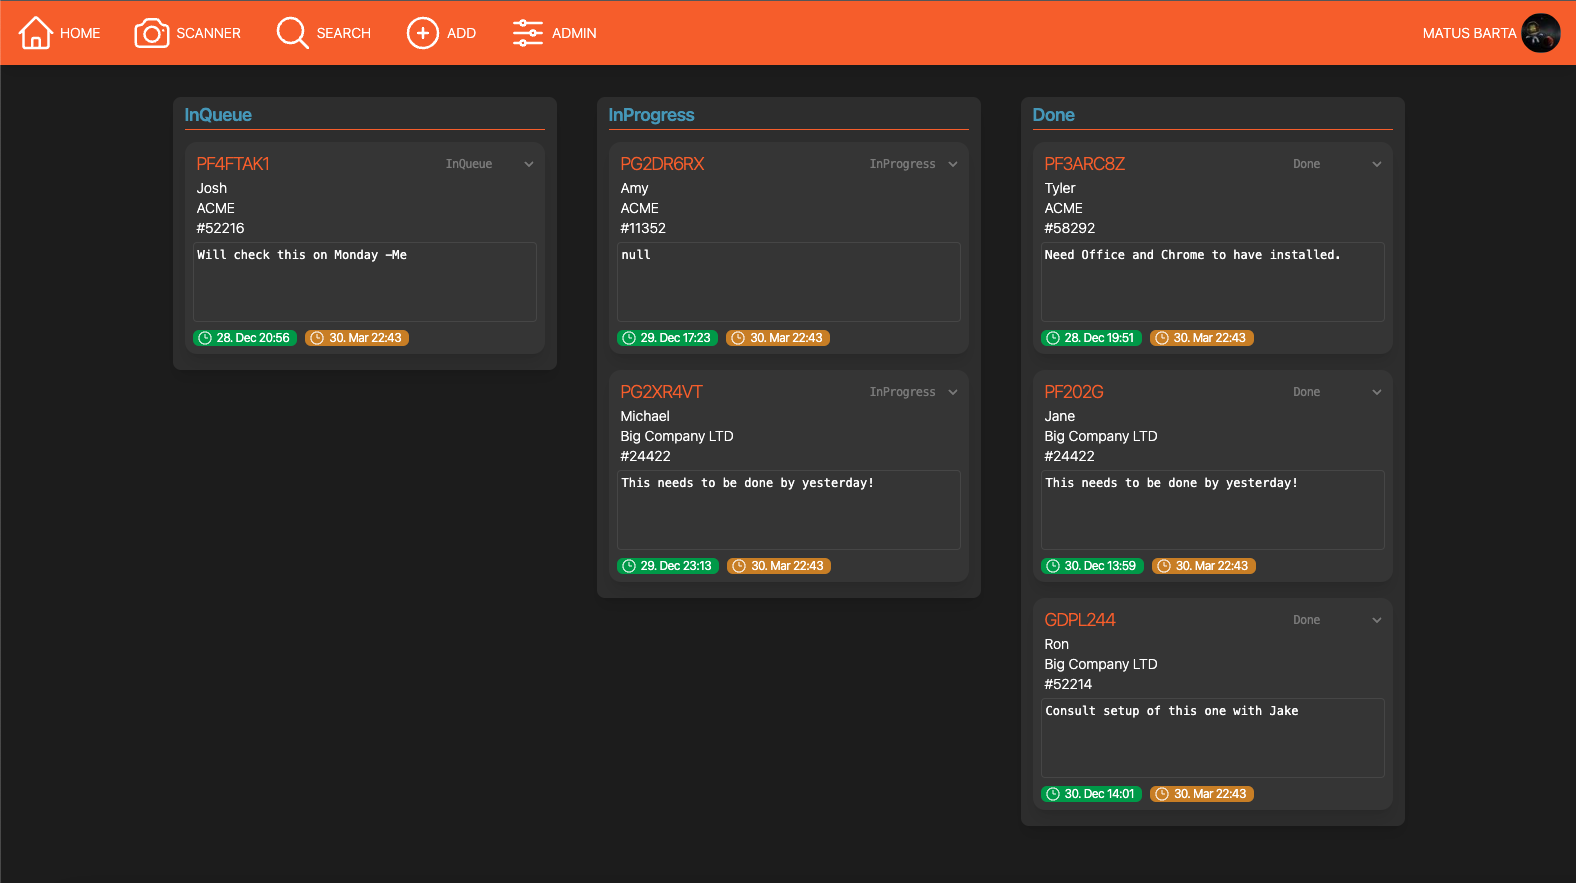 HOME SCANNER SEARCH ADD ADMIN MATUS BARTA
InQueue
PF4FTAK1 InQueue
Josh
ACME
#52216
Will check this on Monday -Me
28. Dec 20:56 30. Mar 22:43
InProgress
PG2DR6RX InProgress
Amy
ACME
#11352
null
29. Dec 17:23 30. Mar 22:43
PG2XR4VT InProgress
Michael
Big Company LTD
#24422
This needs to be done by yesterday!
29. Dec 23:13 30. Mar 22:43
Done
PF3ARC8Z Done
Tyler
ACME
#58292
Need Office and Chrome to have installed.
28. Dec 19:51 30. Mar 22:43
PF202G Done
Jane
Big Company LTD
#24422
This needs to be done by yesterday!
30. Dec 13:59 30. Mar 22:43
GDPL244 Done
Ron
Big Company LTD
#52214
Consult setup of this one with Jake
30. Dec 14:01 30. Mar 22:43